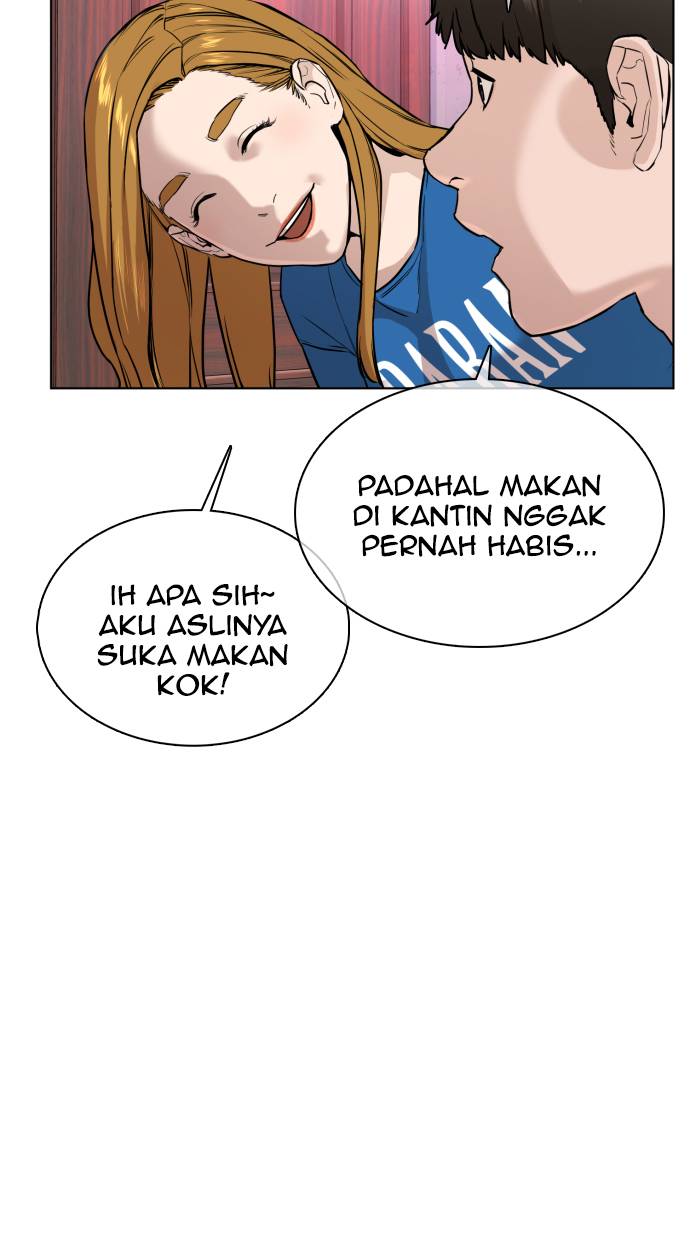 PADAHAL MAKAN
DI KANTIN NGGAK
PERNAH HABIS...
IH APA SIH~
AKU ASLINYA
SUKA MAKAN
KOK!